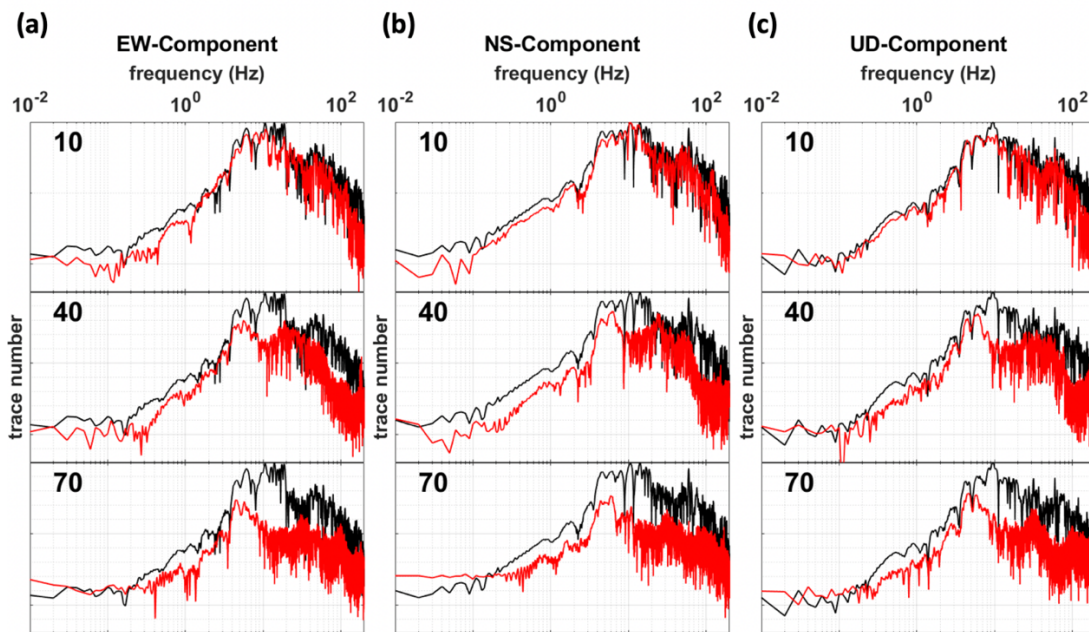 (a)
EW-Component
frequency (Hz)
10^-2 10^0 10^2
10
40
70
trace number
(b)
NS-Component
frequency (Hz)
10^-2 10^0 10^2
10
40
70
trace number
(c)
UD-Component
frequency (Hz)
10^-2 10^0 10^2
10
40
70
trace number